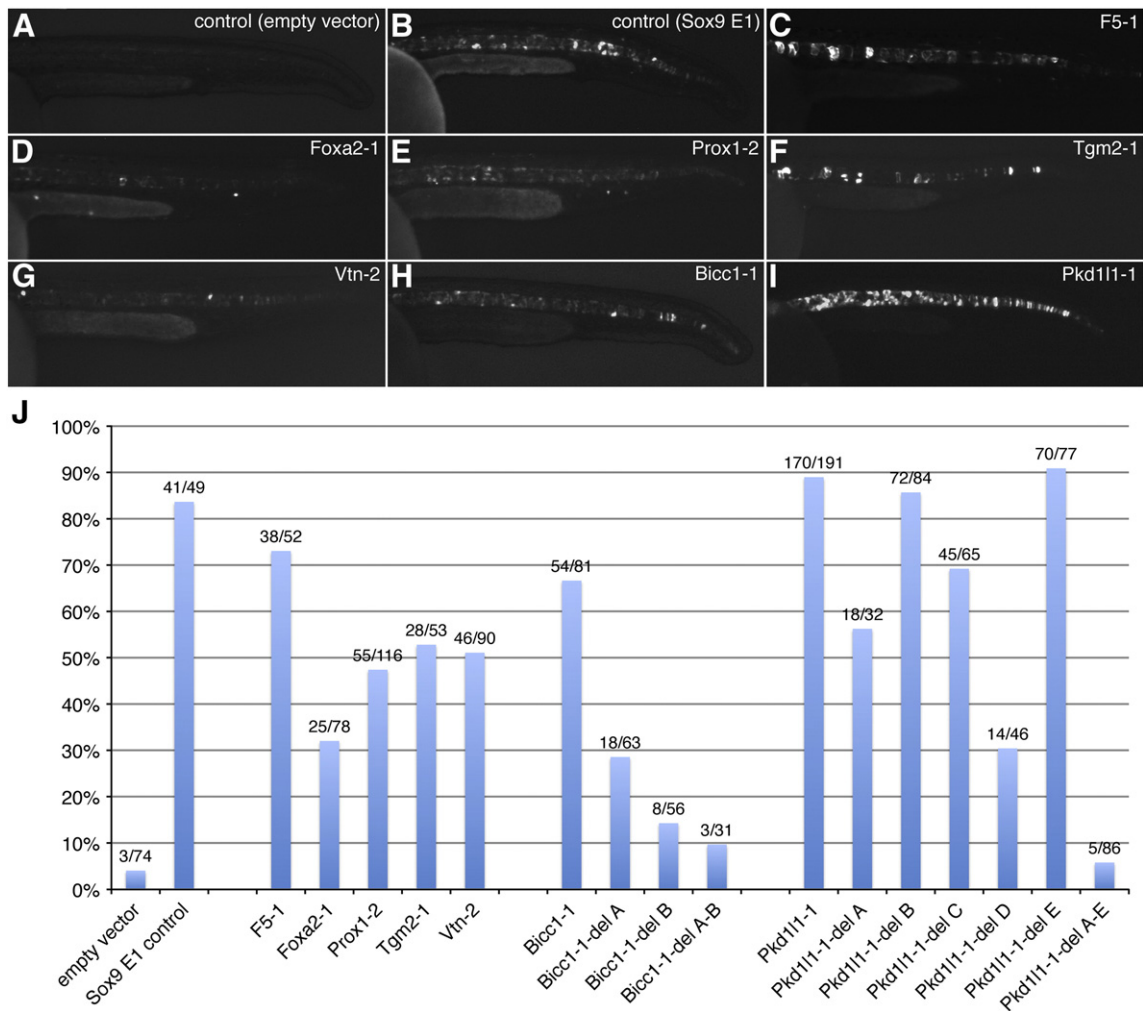 A control (empty vector)
B control (Sox9 E1)
C F5-1
D Foxa2-1
E Prox1-2
F Tgm2-1
G Vtn-2
H Bicc1-1
I Pkd1l1-1
J
100%
90%
80%
70%
60%
50%
40%
30%
20%
10%
0%
3/74
41/49
38/52
25/78
55/116
28/53
46/90
54/81
18/63
8/56
3/31
170/191
18/32
72/84
45/65
14/46
70/77
5/86
empty vector
Sox9 E1 control
F5-1
Foxa2-1
Prox1-2
Tgm2-1
Vtn-2
Bicc1-1
Bicc1-1-del A
Bicc1-1-del B
Bicc1-1-del A-B
Pkd1l1-1
Pkd1l1-1-del A
Pkd1l1-1-del B
Pkd1l1-1-del C
Pkd1l1-1-del D
Pkd1l1-1-del E
Pkd1l1-1-del A-E